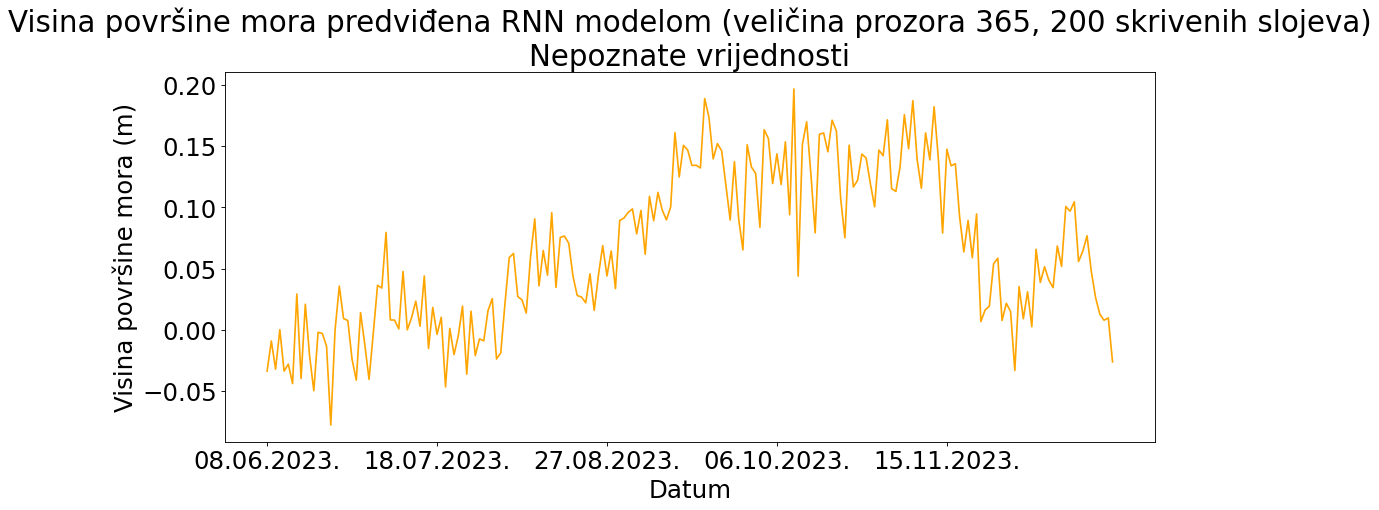 Visina površine mora predviđena RNN modelom (veličina prozora 365, 200 skrivenih slojeva)
Nepoznate vrijednosti
Visina površine mora (m)
0.20
0.15
0.10
0.05
0.00
−0.05
08.06.2023. 18.07.2023. 27.08.2023. 06.10.2023. 15.11.2023.
Datum